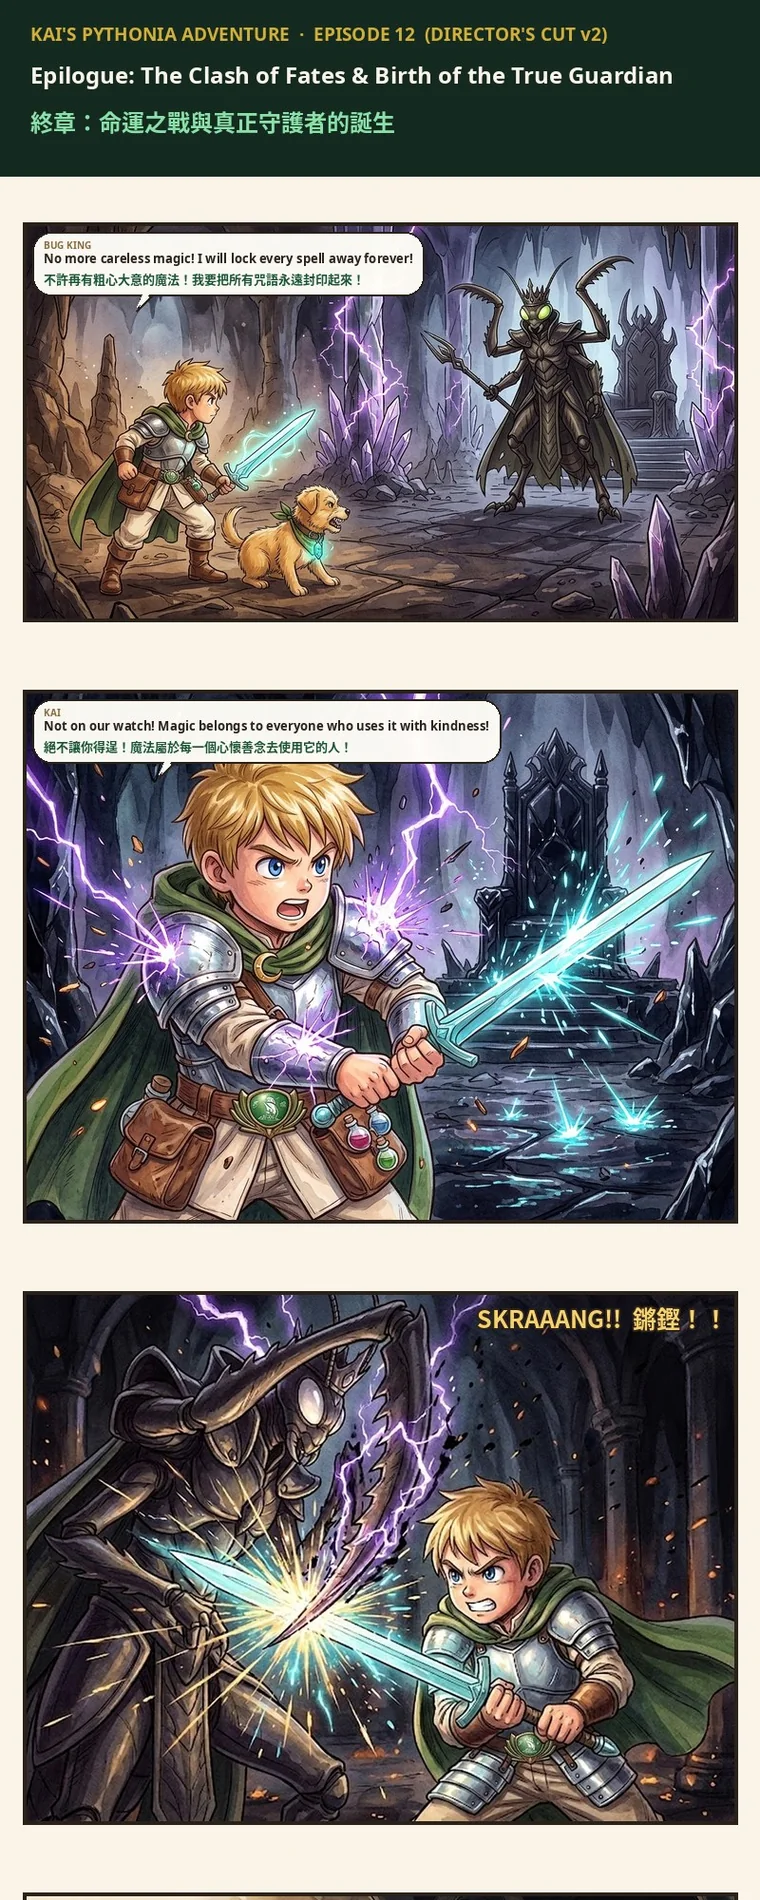 KAI'S PYTHONIA ADVENTURE · EPISODE 12 (DIRECTOR'S CUT v2)
Epilogue: The Clash of Fates & Birth of the True Guardian
終章：命運之戰與真正守護者的誕生
BUG KING
No more careless magic! I will lock every spell away forever!
不許再有粗心大意的魔法！我要把所有咒語永遠封印起來！
KAI
Not on our watch! Magic belongs to everyone who uses it with kindness!
絕不讓你得逞！魔法屬於每一個心懷善念去使用它的人！
SKRAAANG!! 鏘鏗！！